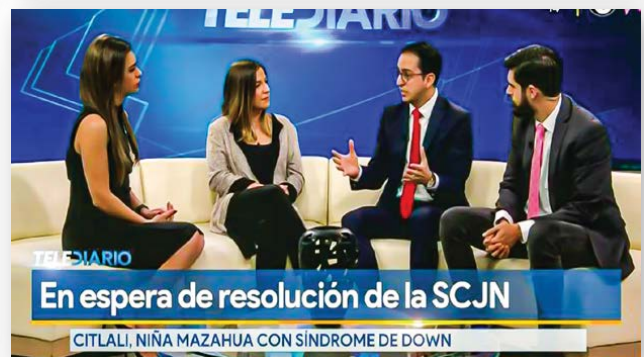 TELEDIARIO
TELEDIARIO
En espera de resolución de la SCJN
CITLALI, NIÑA MAZAHUA CON SÍNDROME DE DOWN